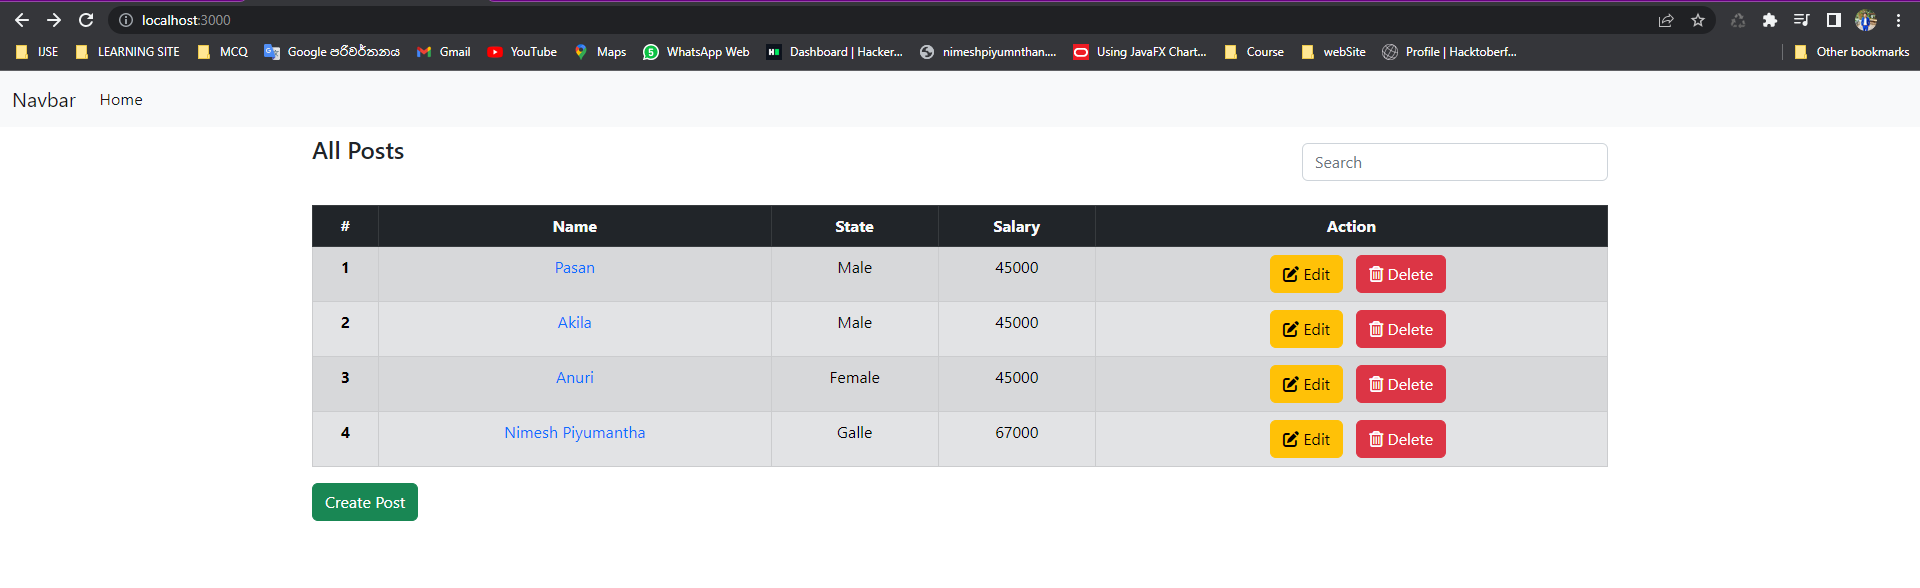 localhost:3000
IJSE LEARNING SITE MCQ Google පරිවර්තනය Gmail YouTube Maps WhatsApp Web Dashboard | Hacker... nimeshpiyumnthan.... Using JavaFX Chart... Course webSite Profile | Hacktoberf... Other bookmarks
Navbar Home
All Posts
Search
# Name State Salary Action
1 Pasan Male 45000 Edit Delete
2 Akila Male 45000 Edit Delete
3 Anuri Female 45000 Edit Delete
4 Nimesh Piyumantha Galle 67000 Edit Delete
Create Post